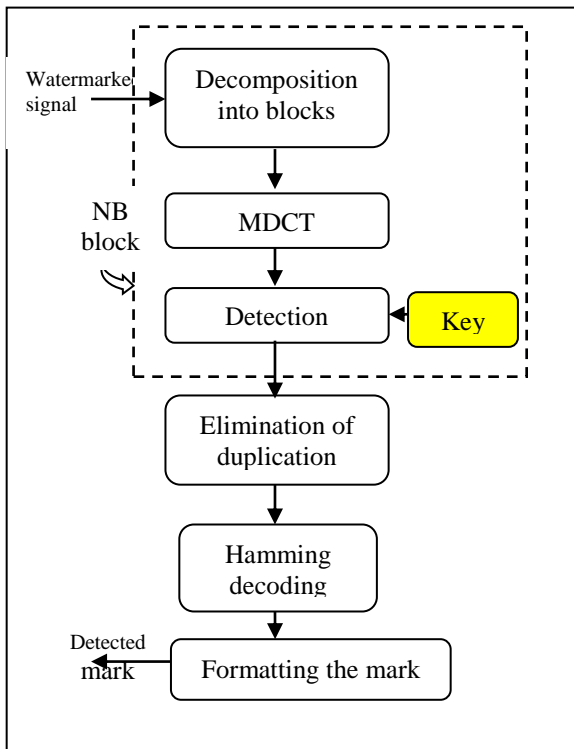 Watermarke
signal
Decomposition
into blocks
NB
block
MDCT
Detection
Key
Elimination of
duplication
Hamming
decoding
Detected
mark
Formatting the mark